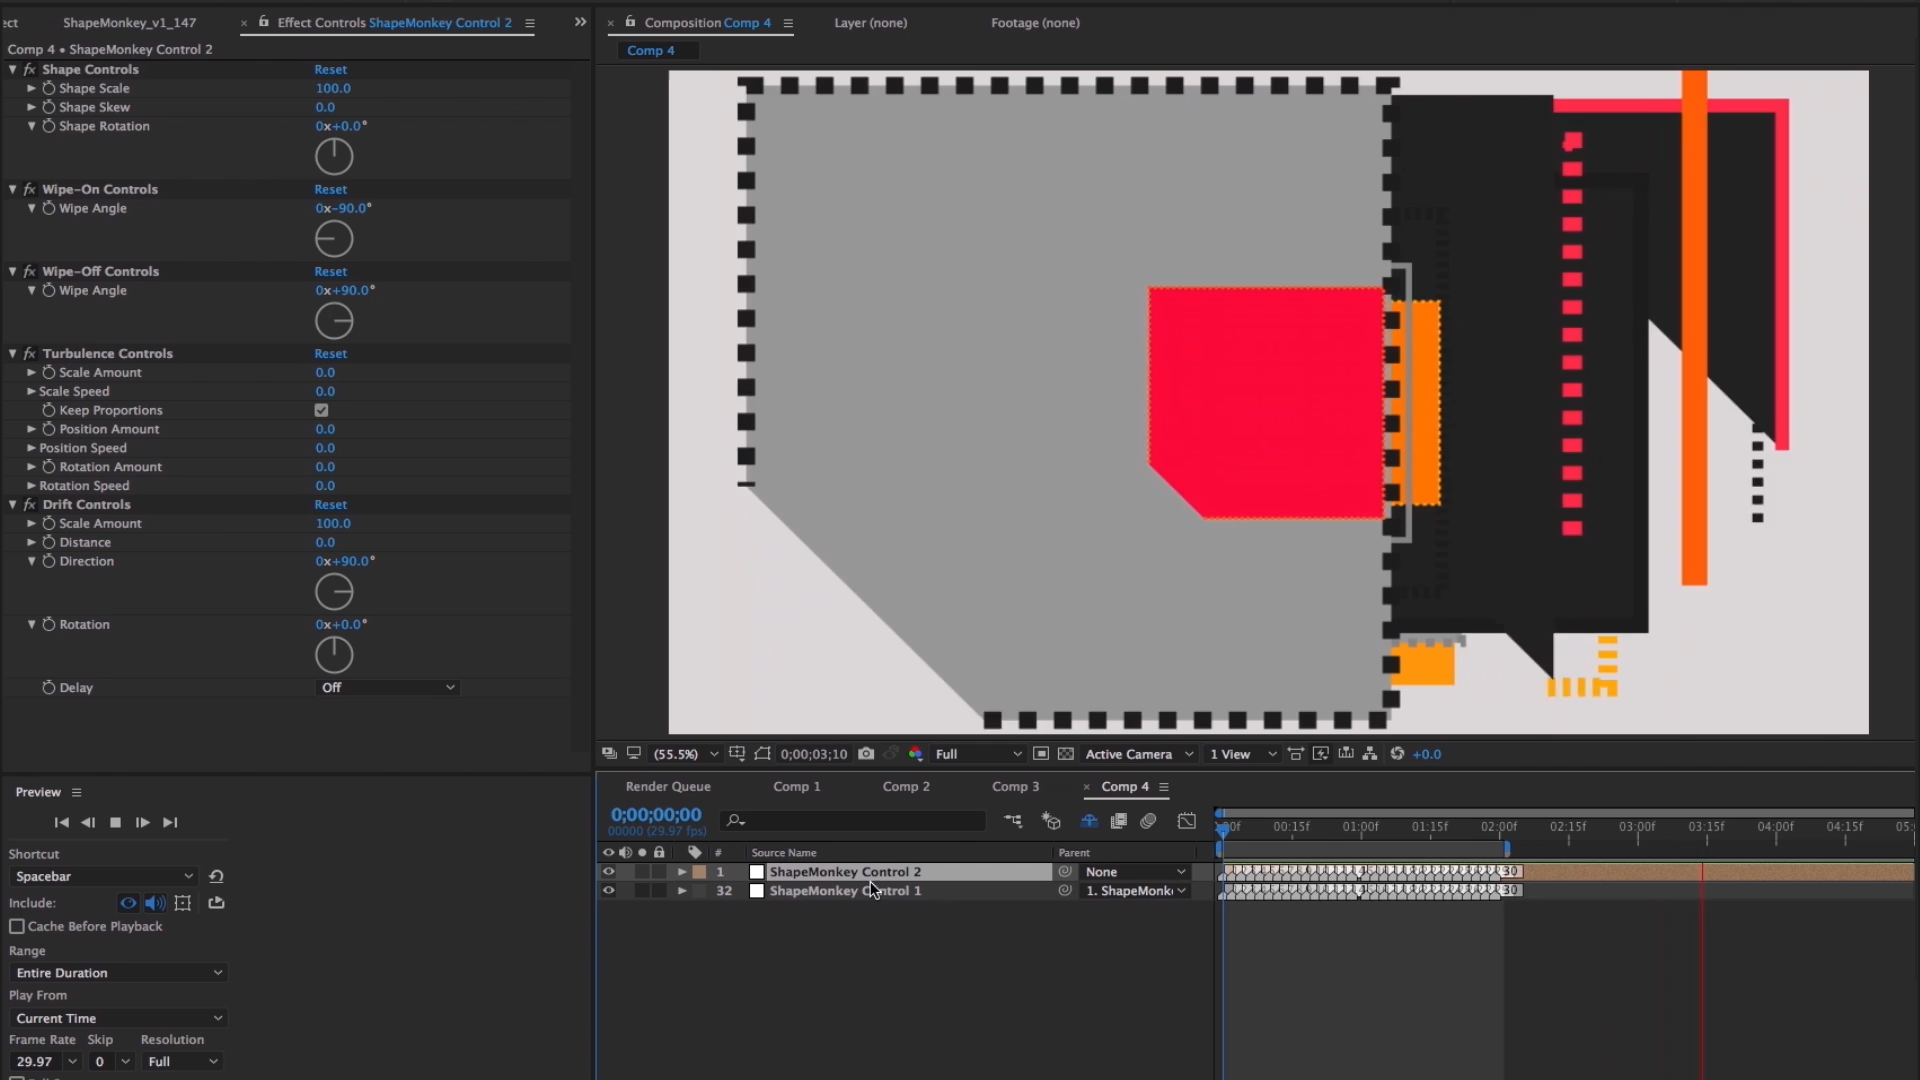 ect
ShapeMonkey_v1_147
× Effect Controls ShapeMonkey Control 2
Comp 4 • ShapeMonkey Control 2
fx Shape Controls Reset
Shape Scale 100.0
Shape Skew 0.0
Shape Rotation 0x+0.0°
fx Wipe-On Controls Reset
Wipe Angle 0x-90.0°
fx Wipe-Off Controls Reset
Wipe Angle 0x+90.0°
fx Turbulence Controls Reset
Scale Amount 0.0
Scale Speed 0.0
Keep Proportions
Position Amount 0.0
Position Speed 0.0
Rotation Amount 0.0
Rotation Speed 0.0
fx Drift Controls Reset
Scale Amount 100.0
Distance 0.0
Direction 0x+90.0°
Rotation 0x+0.0°
Delay Off
× Composition Comp 4
Layer (none)
Footage (none)
Comp 4
(55.5%) 0;00;03;10 Full Active Camera 1 View +0.0
Preview
Shortcut
Spacebar
Include:
Cache Before Playback
Range
Entire Duration
Play From
Current Time
Frame Rate Skip Resolution
29.97 0 Full
Render Queue Comp 1 Comp 2 Comp 3 × Comp 4
0;00;00;00
00000 (29.97 fps)
00:15f 01:00f 01:15f 02:00f 02:15f 03:00f 03:15f 04:00f 04:15f 05:
# Source Name Parent
1 ShapeMonkey Control 2 None
32 ShapeMonkey Control 1 1. ShapeMonk
30
30